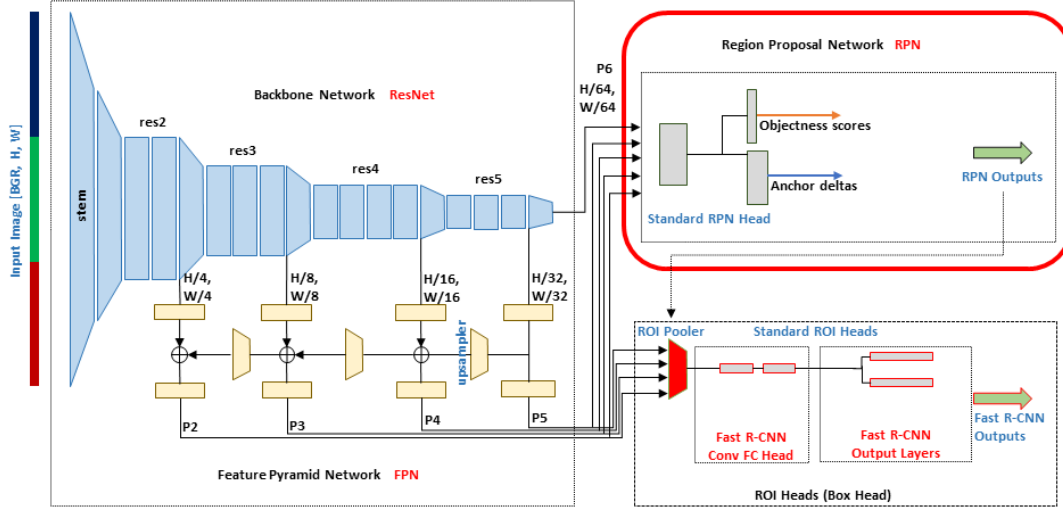 Input Image [BGR, H, W]
stem
Backbone Network ResNet
res2
res3
res4
res5
H/4,
W/4
H/8,
W/8
H/16,
W/16
H/32,
W/32
upsampler
P2
P3
P4
P5
Feature Pyramid Network FPN
P6
H/64,
W/64
Region Proposal Network RPN
Objectness scores
Anchor deltas
Standard RPN Head
RPN Outputs
ROI Pooler
Standard ROI Heads
Fast R-CNN
Conv FC Head
Fast R-CNN
Output Layers
Fast R-CNN
Outputs
ROI Heads (Box Head)